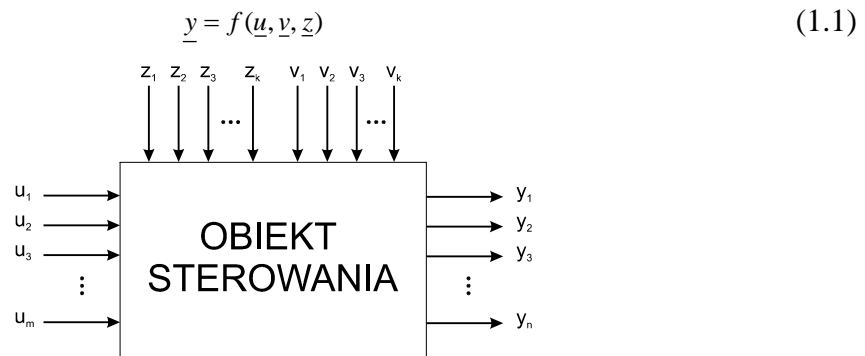 y = f(u, v, z) (1.1)
z₁ z₂ z₃ ... zₖ v₁ v₂ v₃ ... vₖ
u₁ y₁
u₂ y₂
u₃ y₃
OBIEKT
STEROWANIA
uₘ yₙ